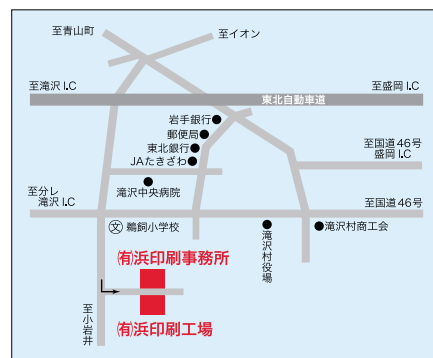 至青山町
至イオン
至滝沢 I.C
至盛岡 I.C
東北自動車道
岩手銀行
郵便局
東北銀行
JAたきざわ
至国道46号
盛岡 I.C
滝沢中央病院
至分レ
滝沢 I.C
至国道46号
文 鵜飼小学校
滝沢村役場
滝沢村商工会
㈲浜印刷事務所
至小岩井
㈲浜印刷工場